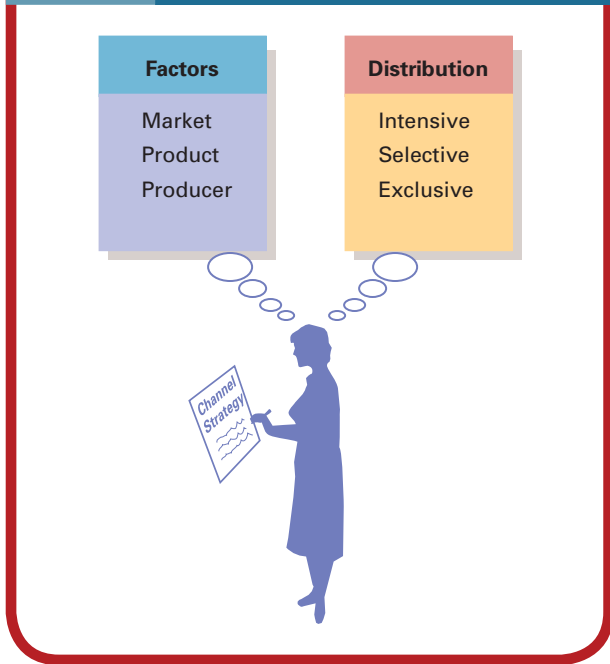 Factors
Market
Product
Producer
Distribution
Intensive
Selective
Exclusive
Channel
Strategy